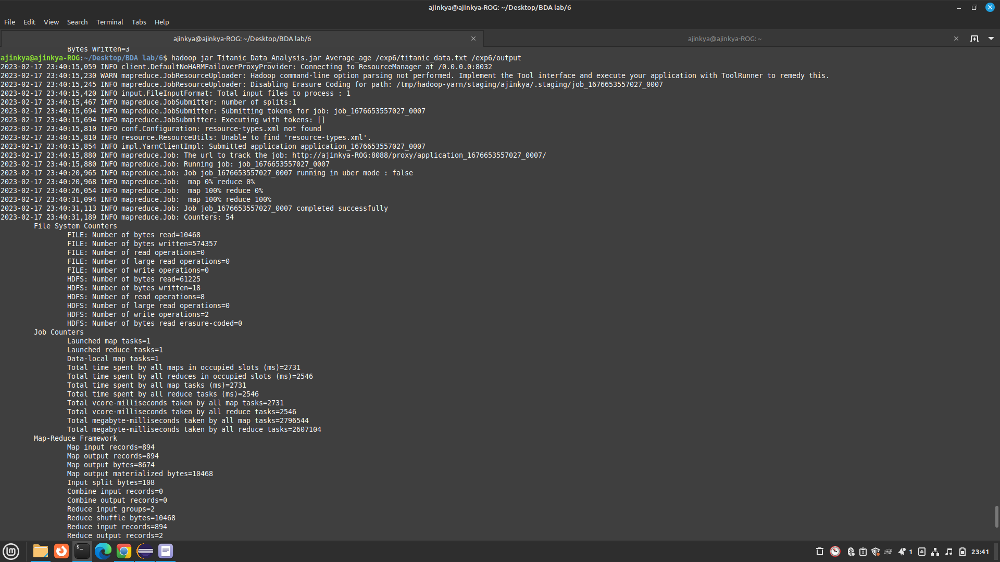 ajinkya@ajinkya-ROG: ~/Desktop/BDA lab/6
File Edit View Search Terminal Tabs Help
ajinkya@ajinkya-ROG: ~/Desktop/BDA lab/6
ajinkya@ajinkya-ROG: ~
Bytes Written=3
ajinkya@ajinkya-ROG:~/Desktop/BDA lab/6$ hadoop jar Titanic_Data_Analysis.jar Average_age /exp6/titanic_data.txt /exp6/output
2023-02-17 23:40:15,059 INFO client.DefaultNoHARMFailoverProxyProvider: Connecting to ResourceManager at /0.0.0.0:8032
2023-02-17 23:40:15,230 WARN mapreduce.JobResourceUploader: Hadoop command-line option parsing not performed. Implement the Tool interface and execute your application with ToolRunner to remedy this.
2023-02-17 23:40:15,245 INFO mapreduce.JobResourceUploader: Disabling Erasure Coding for path: /tmp/hadoop-yarn/staging/ajinkya/.staging/job_1676653557027_0007
2023-02-17 23:40:15,420 INFO input.FileInputFormat: Total input files to process : 1
2023-02-17 23:40:15,467 INFO mapreduce.JobSubmitter: number of splits:1
2023-02-17 23:40:15,694 INFO mapreduce.JobSubmitter: Submitting tokens for job: job_1676653557027_0007
2023-02-17 23:40:15,694 INFO mapreduce.JobSubmitter: Executing with tokens: []
2023-02-17 23:40:15,810 INFO conf.Configuration: resource-types.xml not found
2023-02-17 23:40:15,810 INFO resource.ResourceUtils: Unable to find 'resource-types.xml'.
2023-02-17 23:40:15,854 INFO impl.YarnClientImpl: Submitted application application_1676653557027_0007
2023-02-17 23:40:15,880 INFO mapreduce.Job: The url to track the job: http://ajinkya-ROG:8088/proxy/application_1676653557027_0007/
2023-02-17 23:40:15,880 INFO mapreduce.Job: Running job: job_1676653557027_0007
2023-02-17 23:40:20,965 INFO mapreduce.Job: Job job_1676653557027_0007 running in uber mode : false
2023-02-17 23:40:20,968 INFO mapreduce.Job:  map 0% reduce 0%
2023-02-17 23:40:26,054 INFO mapreduce.Job:  map 100% reduce 0%
2023-02-17 23:40:31,094 INFO mapreduce.Job:  map 100% reduce 100%
2023-02-17 23:40:31,113 INFO mapreduce.Job: Job job_1676653557027_0007 completed successfully
2023-02-17 23:40:31,189 INFO mapreduce.Job: Counters: 54
File System Counters
FILE: Number of bytes read=10468
FILE: Number of bytes written=574357
FILE: Number of read operations=0
FILE: Number of large read operations=0
FILE: Number of write operations=0
HDFS: Number of bytes read=61225
HDFS: Number of bytes written=18
HDFS: Number of read operations=8
HDFS: Number of large read operations=0
HDFS: Number of write operations=2
HDFS: Number of bytes read erasure-coded=0
Job Counters
Launched map tasks=1
Launched reduce tasks=1
Data-local map tasks=1
Total time spent by all maps in occupied slots (ms)=2731
Total time spent by all reduces in occupied slots (ms)=2546
Total time spent by all map tasks (ms)=2731
Total time spent by all reduce tasks (ms)=2546
Total vcore-milliseconds taken by all map tasks=2731
Total vcore-milliseconds taken by all reduce tasks=2546
Total megabyte-milliseconds taken by all map tasks=2796544
Total megabyte-milliseconds taken by all reduce tasks=2607104
Map-Reduce Framework
Map input records=894
Map output records=894
Map output bytes=8674
Map output materialized bytes=10468
Input split bytes=108
Combine input records=0
Combine output records=0
Reduce input groups=2
Reduce shuffle bytes=10468
Reduce input records=894
Reduce output records=2
1
23:41